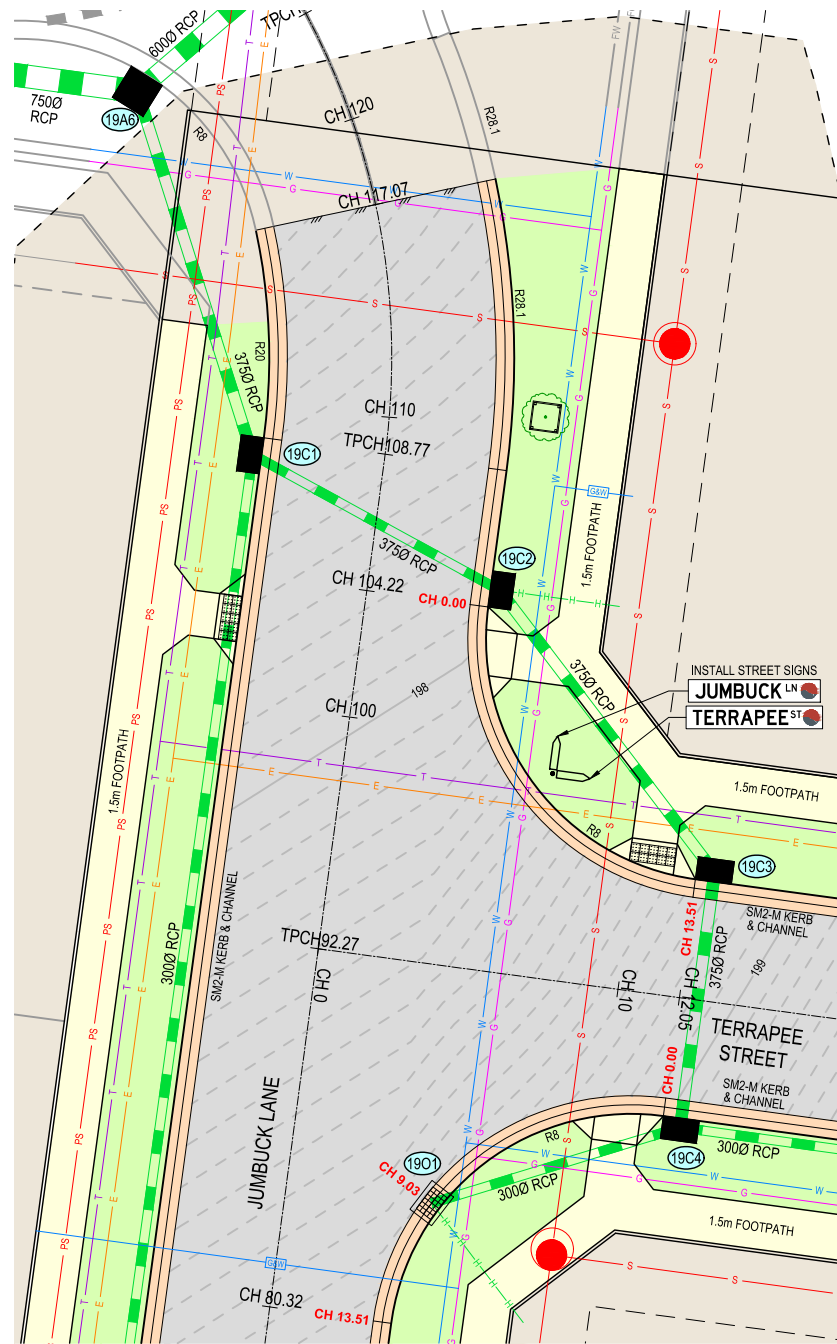 600Ø RCP
TPCH
750Ø
RCP
19A6
R8
CH 120
R28.1
FW
CH 117.07
T
W
G
E
PS
S
R28.1
R20
375Ø RCP
CH 110
TPCH108.77
19C1
G&W
1.5m FOOTPATH
375Ø RCP
19C2
CH 104.22
CH 0.00
H H H
375Ø RCP
INSTALL STREET SIGNS
JUMBUCK LN
TERRAPEE ST
198
CH 100
1.5m FOOTPATH
1.5m FOOTPATH
R8
19C3
SM2-M KERB
& CHANNEL
300Ø RCP
SM2-M KERB & CHANNEL
TPCH92.27
CH 0
CH 10
CH 12.05
CH 13.51
375Ø RCP
199
TERRAPEE
STREET
CH 0.00
SM2-M KERB
& CHANNEL
JUMBUCK LANE
19O1
CH 9.03
R8
19C4
300Ø RCP
300Ø RCP
1.5m FOOTPATH
G&W
CH 80.32
CH 13.51